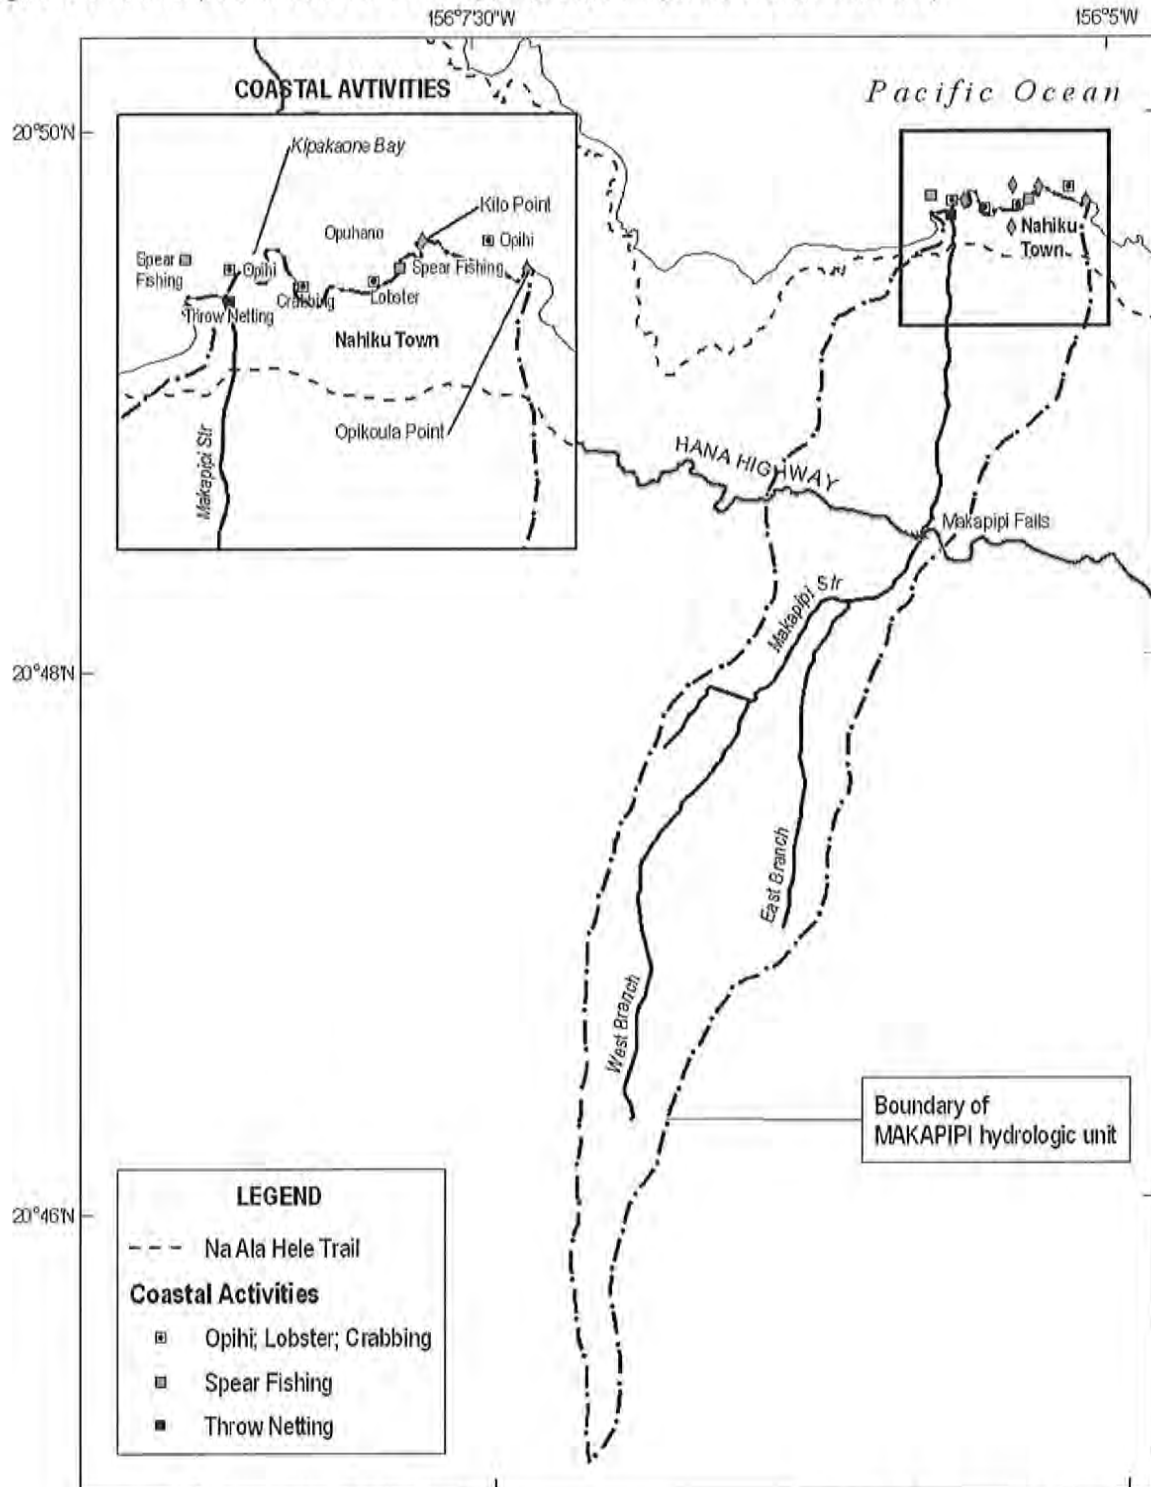 156°7'30"W
156°5'W
COASTAL AVTIVITIES
Pacific Ocean
20°50'N
Kipakaone Bay
Kilo Point
Opuhano
Opihi
Spear
Fishing
Opihi
Spear Fishing
Crabbing
Lobster
Throw Netting
Nahiku Town
Nahiku
Town
Opikoula Point
Makapipi Str
HANA HIGHWAY
Makapipi Falls
Makapipi Str
20°48'N
East Branch
West Branch
Boundary of
MAKAPIPI hydrologic unit
LEGEND
20°46'N
Na Ala Hele Trail
Coastal Activities
Opihi; Lobster; Crabbing
Spear Fishing
Throw Netting